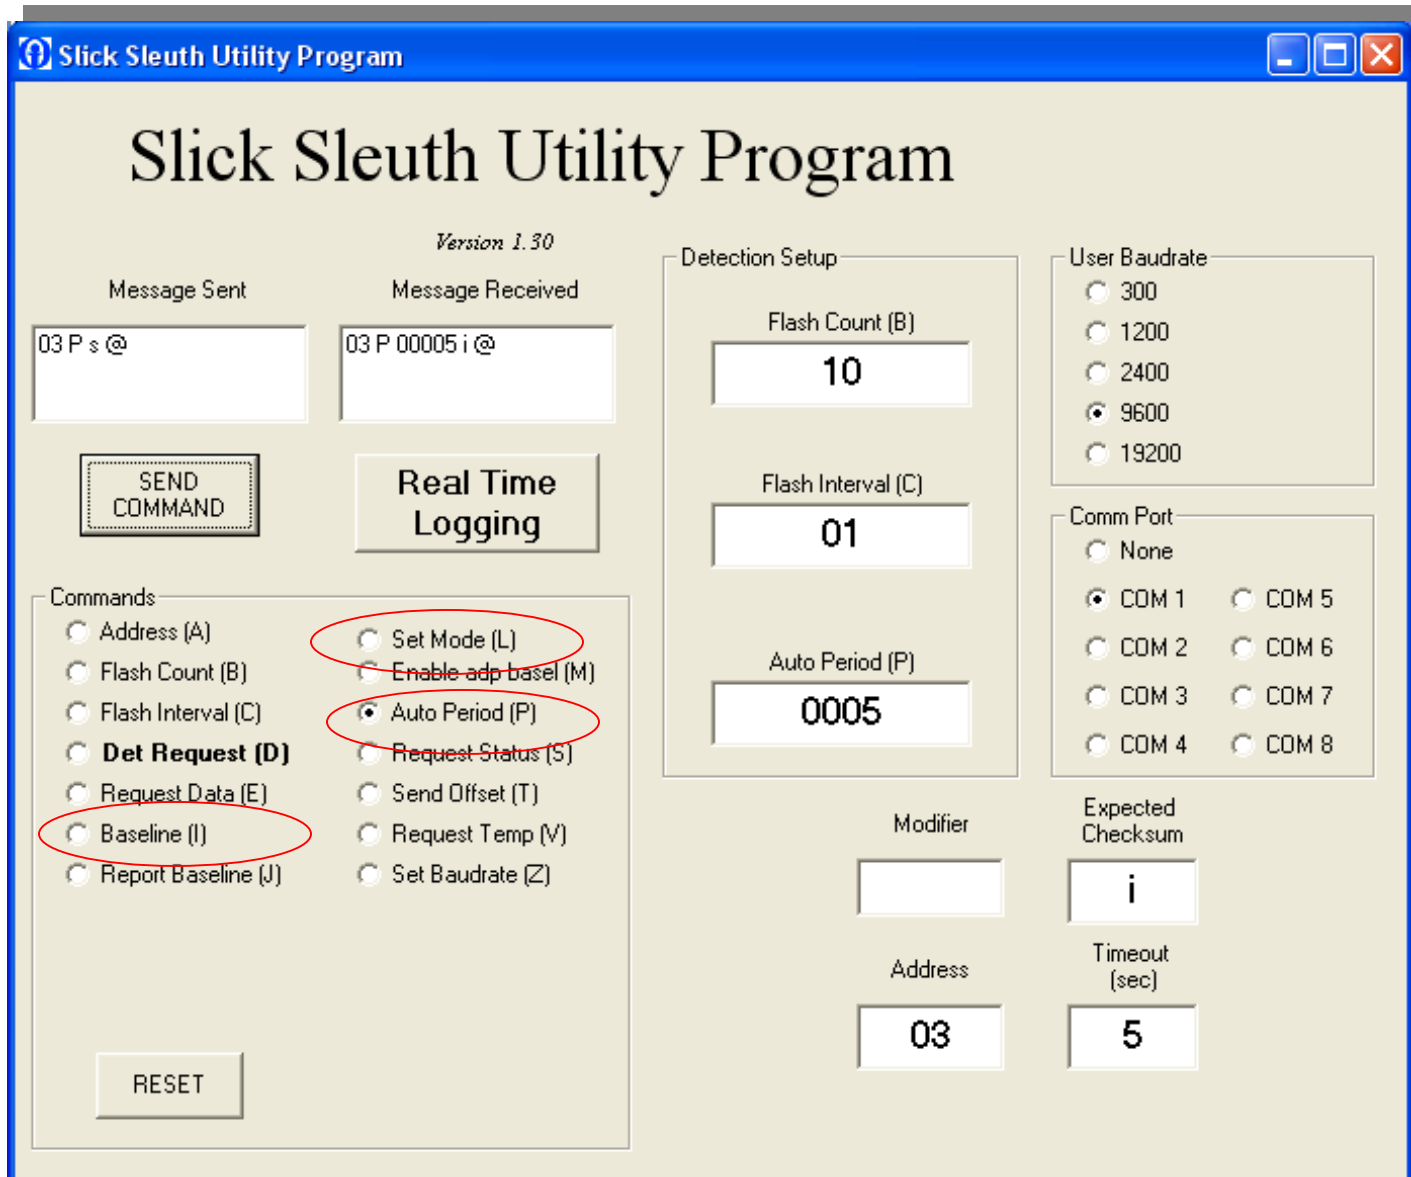 Slick Sleuth Utility Program
Slick Sleuth Utility Program
Version 1.30
Message Sent
Message Received
03 P s @
03 P 00005 i @
SEND
COMMAND
Real Time
Logging
Commands
Address (A)
Flash Count (B)
Flash Interval (C)
Det Request (D)
Request Data (E)
Baseline (I)
Report Baseline (J)
Set Mode (L)
Enable adp basel (M)
Auto Period (P)
Request Status (S)
Send Offset (T)
Request Temp (V)
Set Baudrate (Z)
RESET
Detection Setup
Flash Count (B)
10
Flash Interval (C)
01
Auto Period (P)
0005
User Baudrate
300
1200
2400
9600
19200
Comm Port
None
COM 1
COM 2
COM 3
COM 4
COM 5
COM 6
COM 7
COM 8
Modifier
Expected
Checksum
i
Address
03
Timeout
(sec)
5